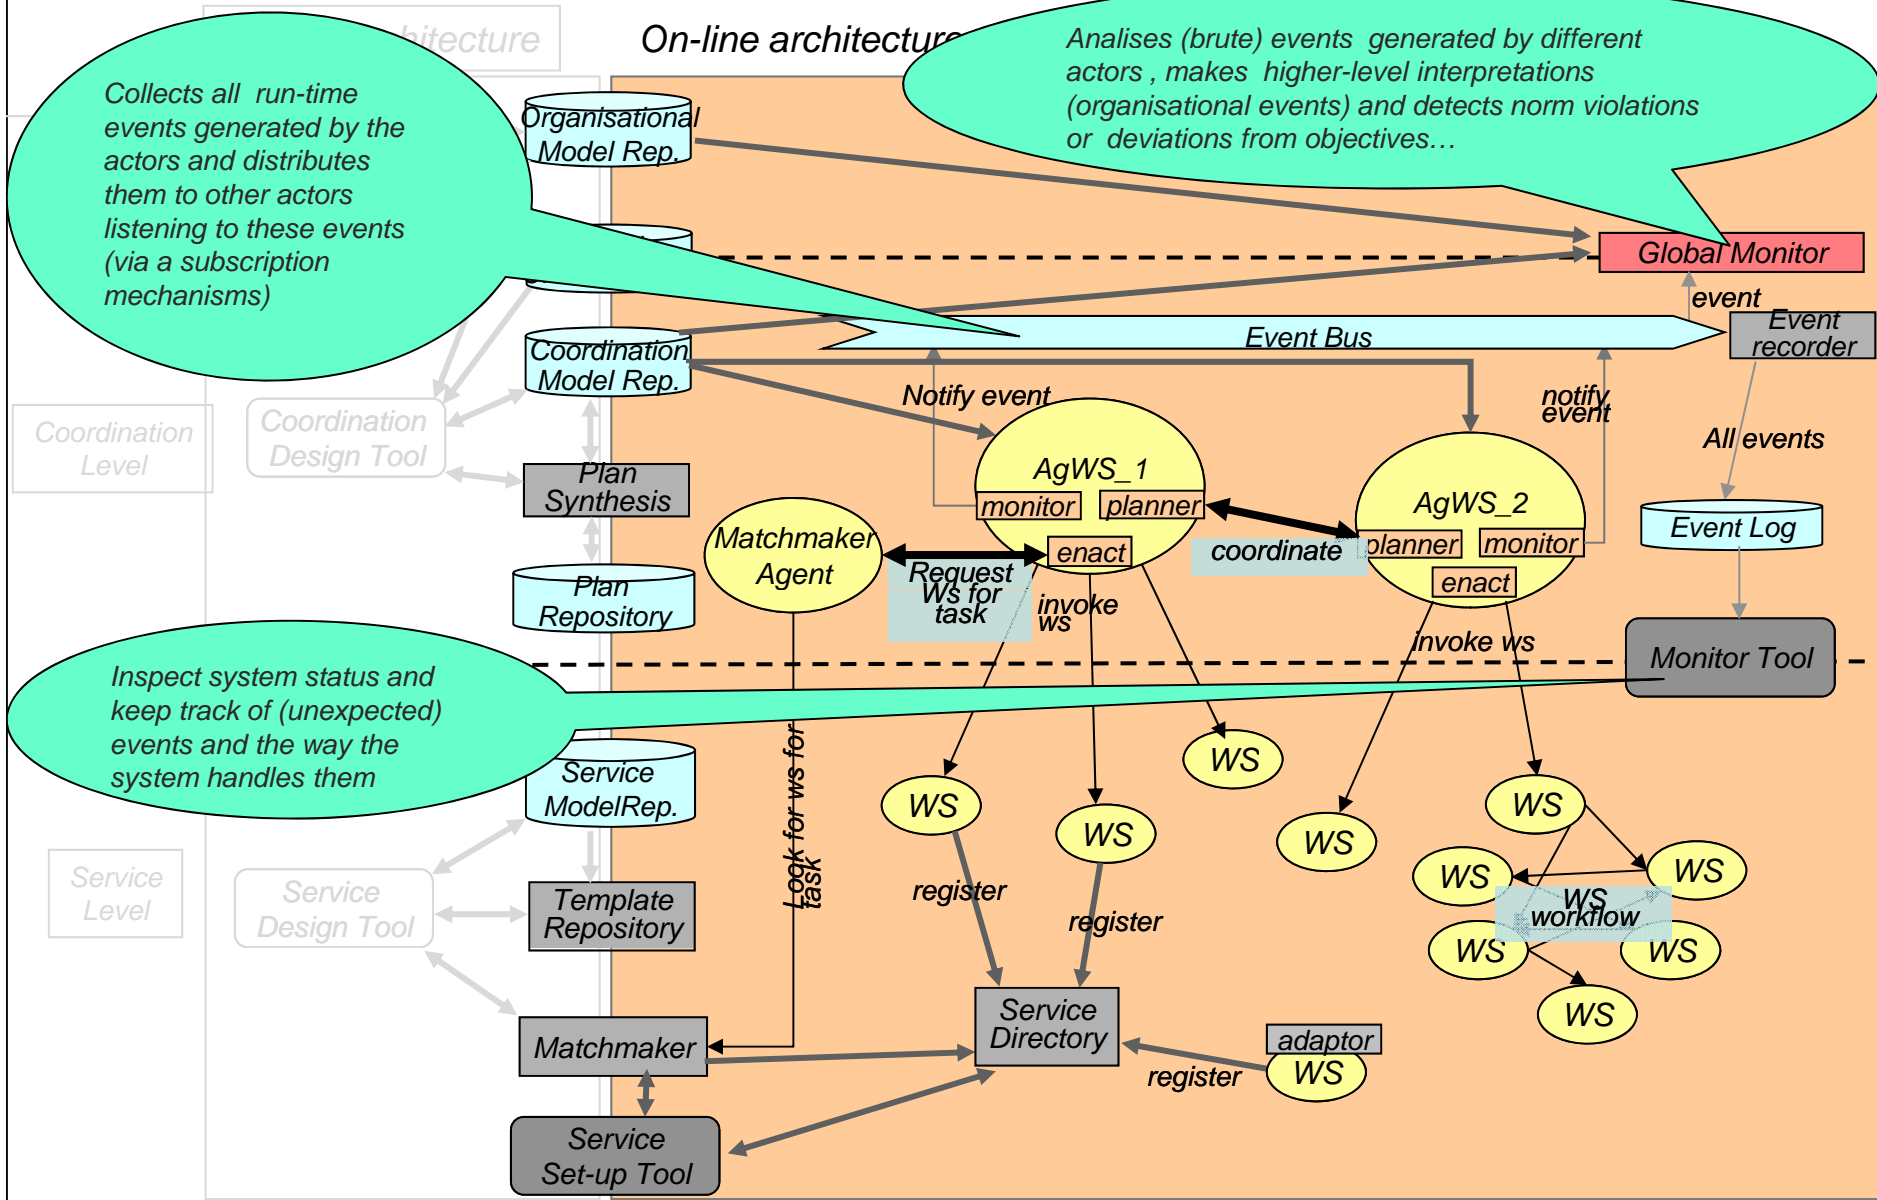 hitecture
On-line architecture
Analises (brute) events generated by different
actors , makes higher-level interpretations
(organisational events) and detects norm violations
or deviations from objectives…
Collects all run-time
events generated by the
actors and distributes
them to other actors
listening to these events
(via a subscription
mechanisms)
Organisational
Model Rep.
Global Monitor
event
Event
recorder
Event Bus
Coordination
Model Rep.
Notify event
notify
event
All events
Coordination
Level
Coordination
Design Tool
Plan
Synthesis
AgWS_1
monitor
planner
enact
AgWS_2
planner
monitor
enact
Event Log
Matchmaker
Agent
Request
Ws for
task
coordinate
invoke
ws
invoke ws
Plan
Repository
Monitor Tool
Inspect system status and
keep track of (unexpected)
events and the way the
system handles them
Look for ws for
task
Service
ModelRep.
WS
WS
WS
WS
WS
WS
WS
WS
workflow
WS
WS
WS
Service
Level
Service
Design Tool
Template
Repository
register
register
Service
Directory
Matchmaker
adaptor
WS
register
Service
Set-up Tool